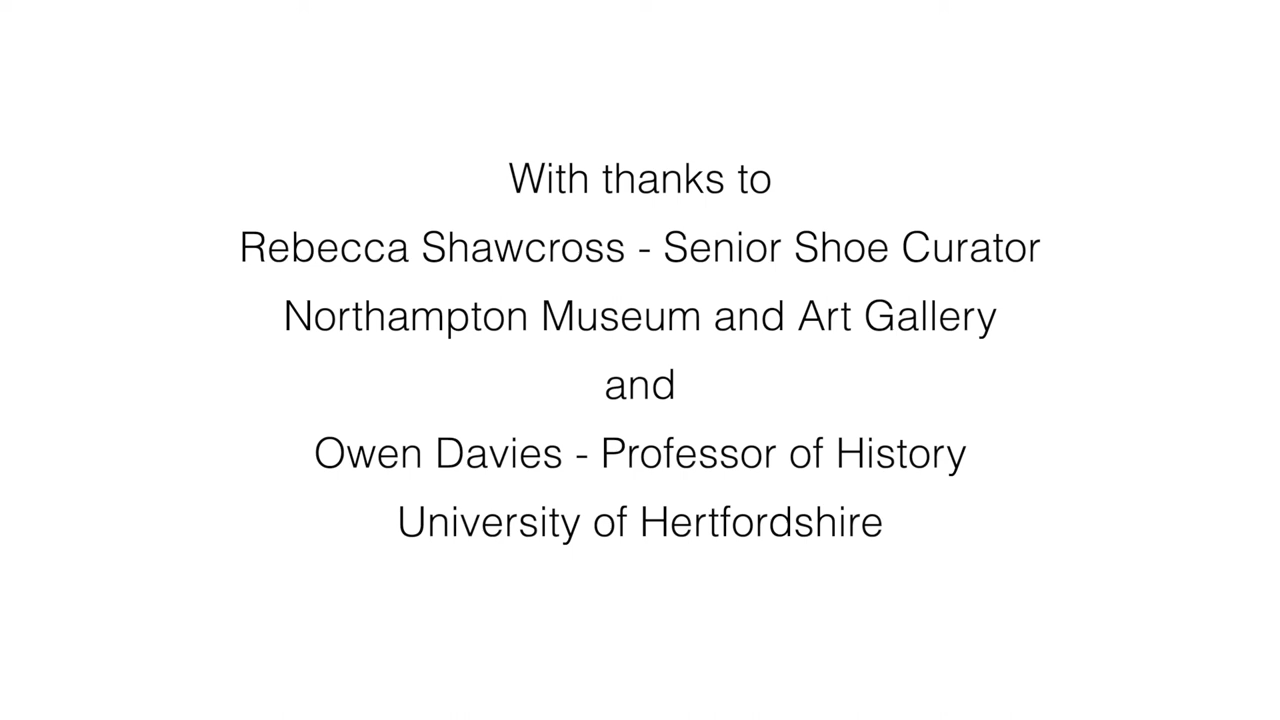 With thanks to
Rebecca Shawcross - Senior Shoe Curator
Northampton Museum and Art Gallery
and
Owen Davies - Professor of History
University of Hertfordshire